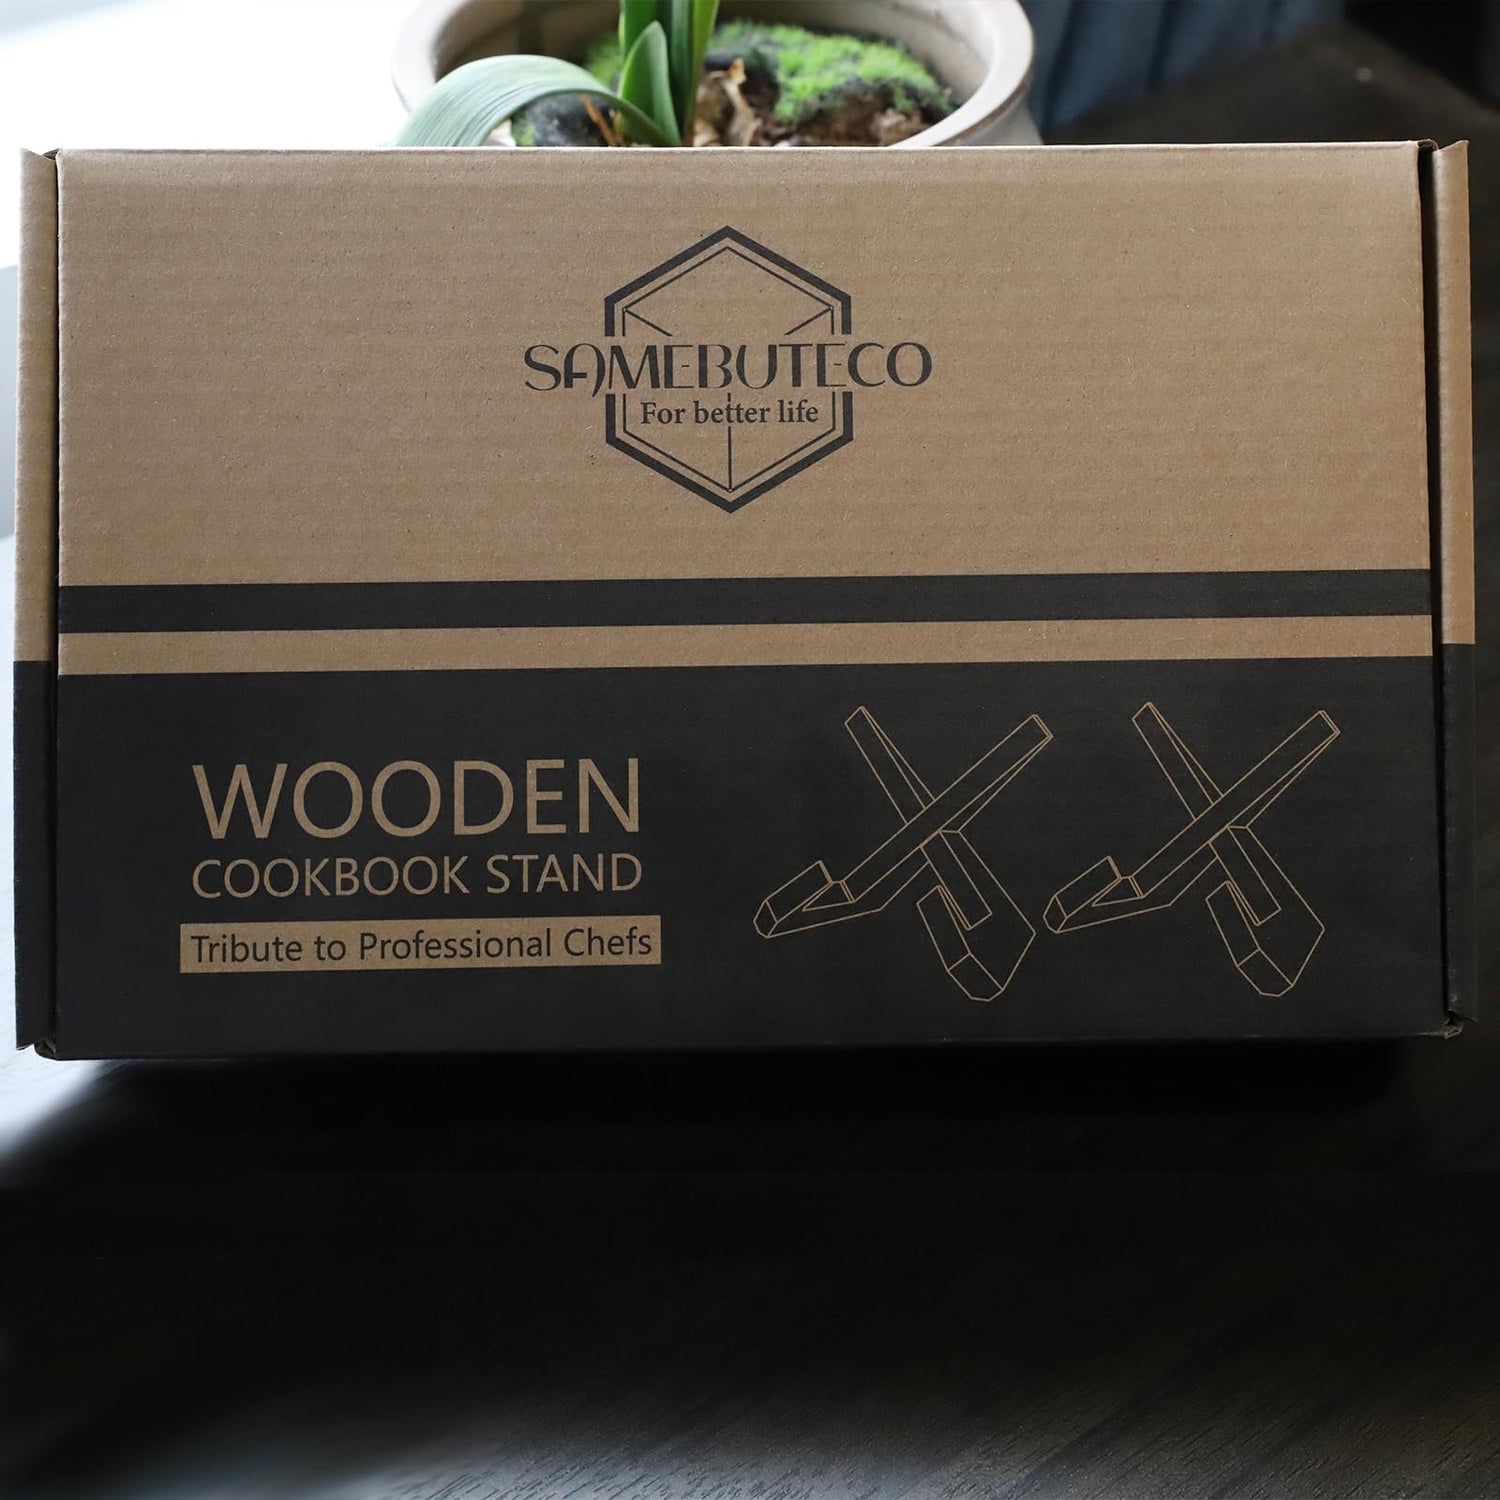 SAMEBUTECO
For better life
WOODEN
COOKBOOK STAND
Tribute to Professional Chefs